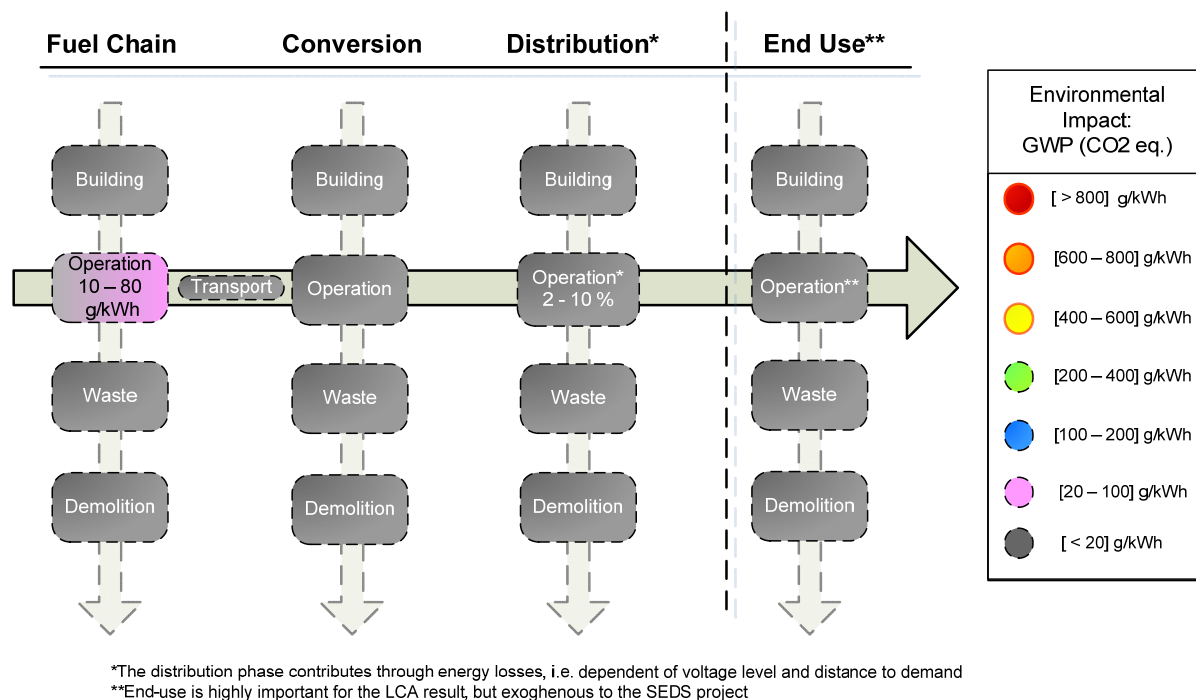 Fuel Chain
Conversion
Distribution*
End Use**
Building
Building
Building
Building
Operation
10 – 80
g/kWh
Transport
Operation
Operation*
2 - 10 %
Operation**
Waste
Waste
Waste
Waste
Demolition
Demolition
Demolition
Demolition
Environmental
Impact:
GWP (CO2 eq.)
[ > 800] g/kWh
[600 – 800] g/kWh
[400 – 600] g/kWh
[200 – 400] g/kWh
[100 – 200] g/kWh
[20 – 100] g/kWh
[ < 20] g/kWh
*The distribution phase contributes through energy losses, i.e. dependent of voltage level and distance to demand
**End-use is highly important for the LCA result, but exoghenous to the SEDS project